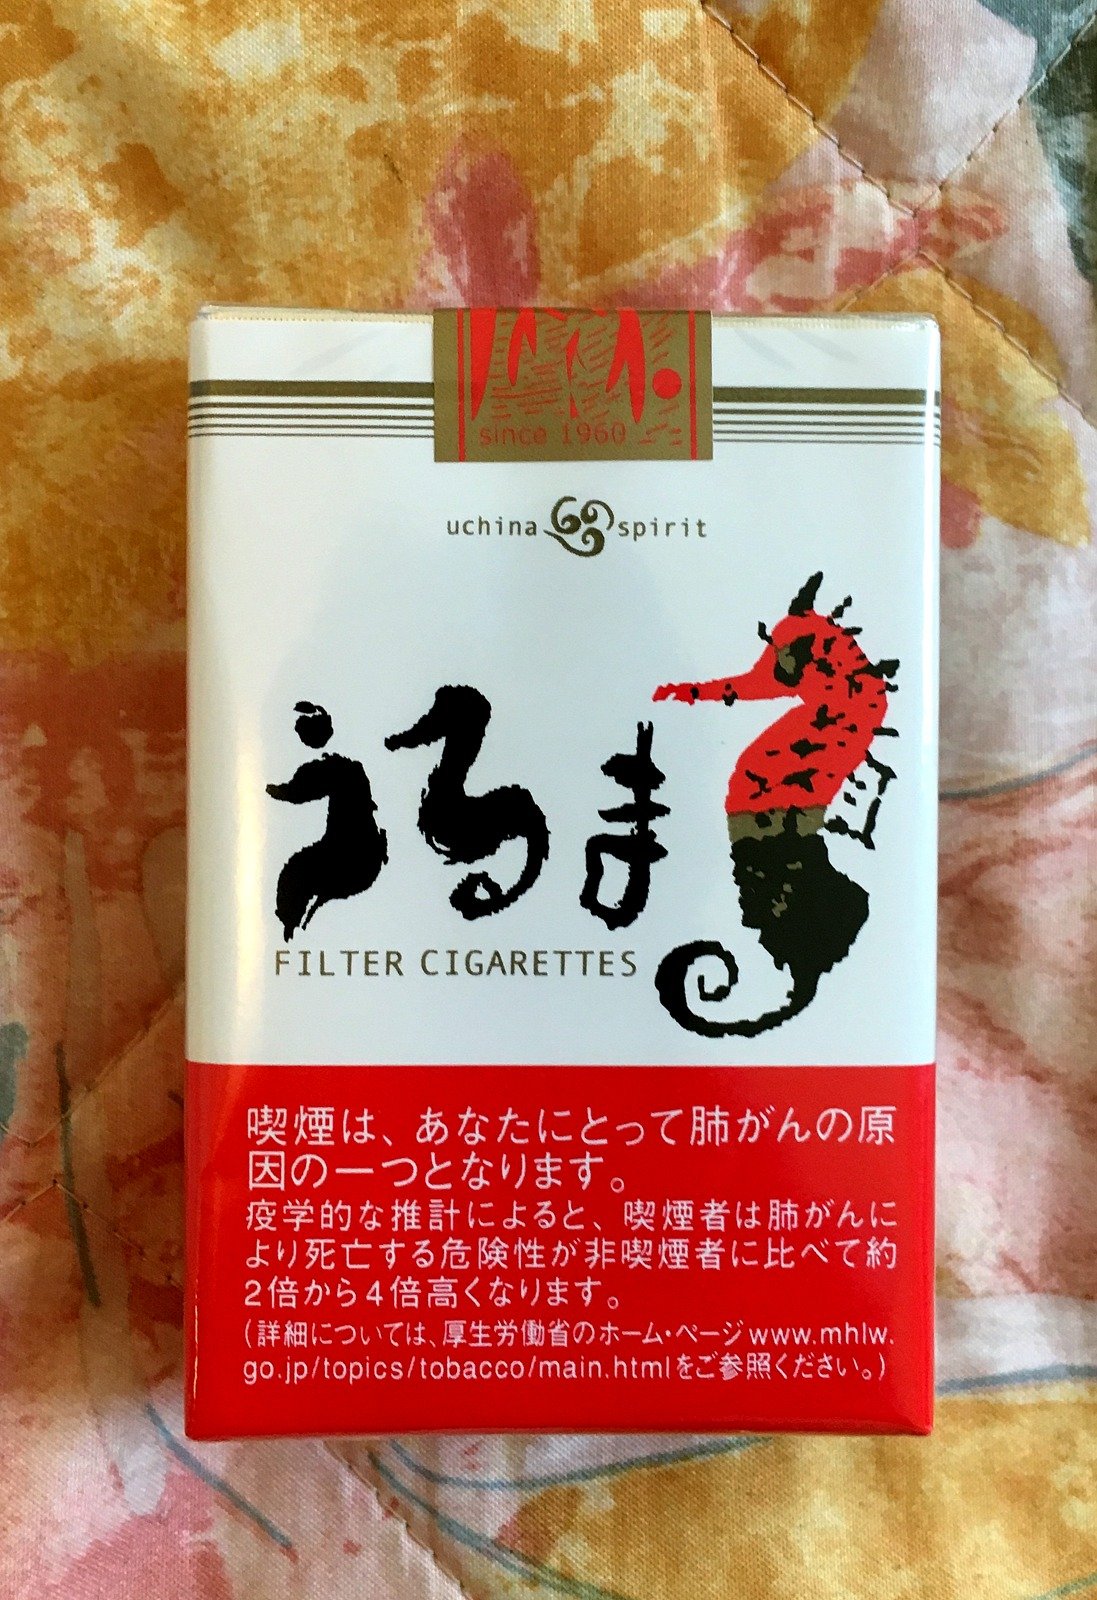 since 1960
uchina spirit
うるま
FILTER CIGARETTES
喫煙は、あなたにとって肺がんの原
因の一つとなります。
疫学的な推計によると、喫煙者は肺がんに
より死亡する危険性が非喫煙者に比べて約
2倍から4倍高くなります。
(詳細については、厚生労働省のホーム・ページwww.mhlw.
go.jp/topics/tobacco/main.htmlをご参照ください。)